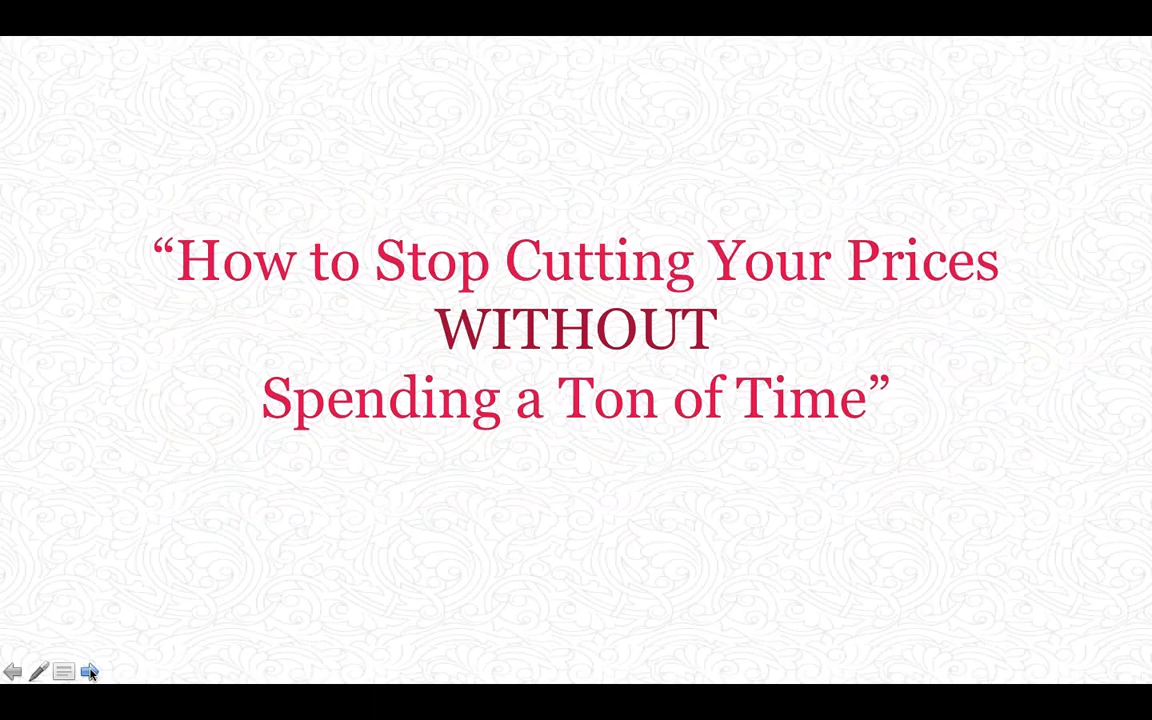 “How to Stop Cutting Your Prices
WITHOUT
Spending a Ton of Time”